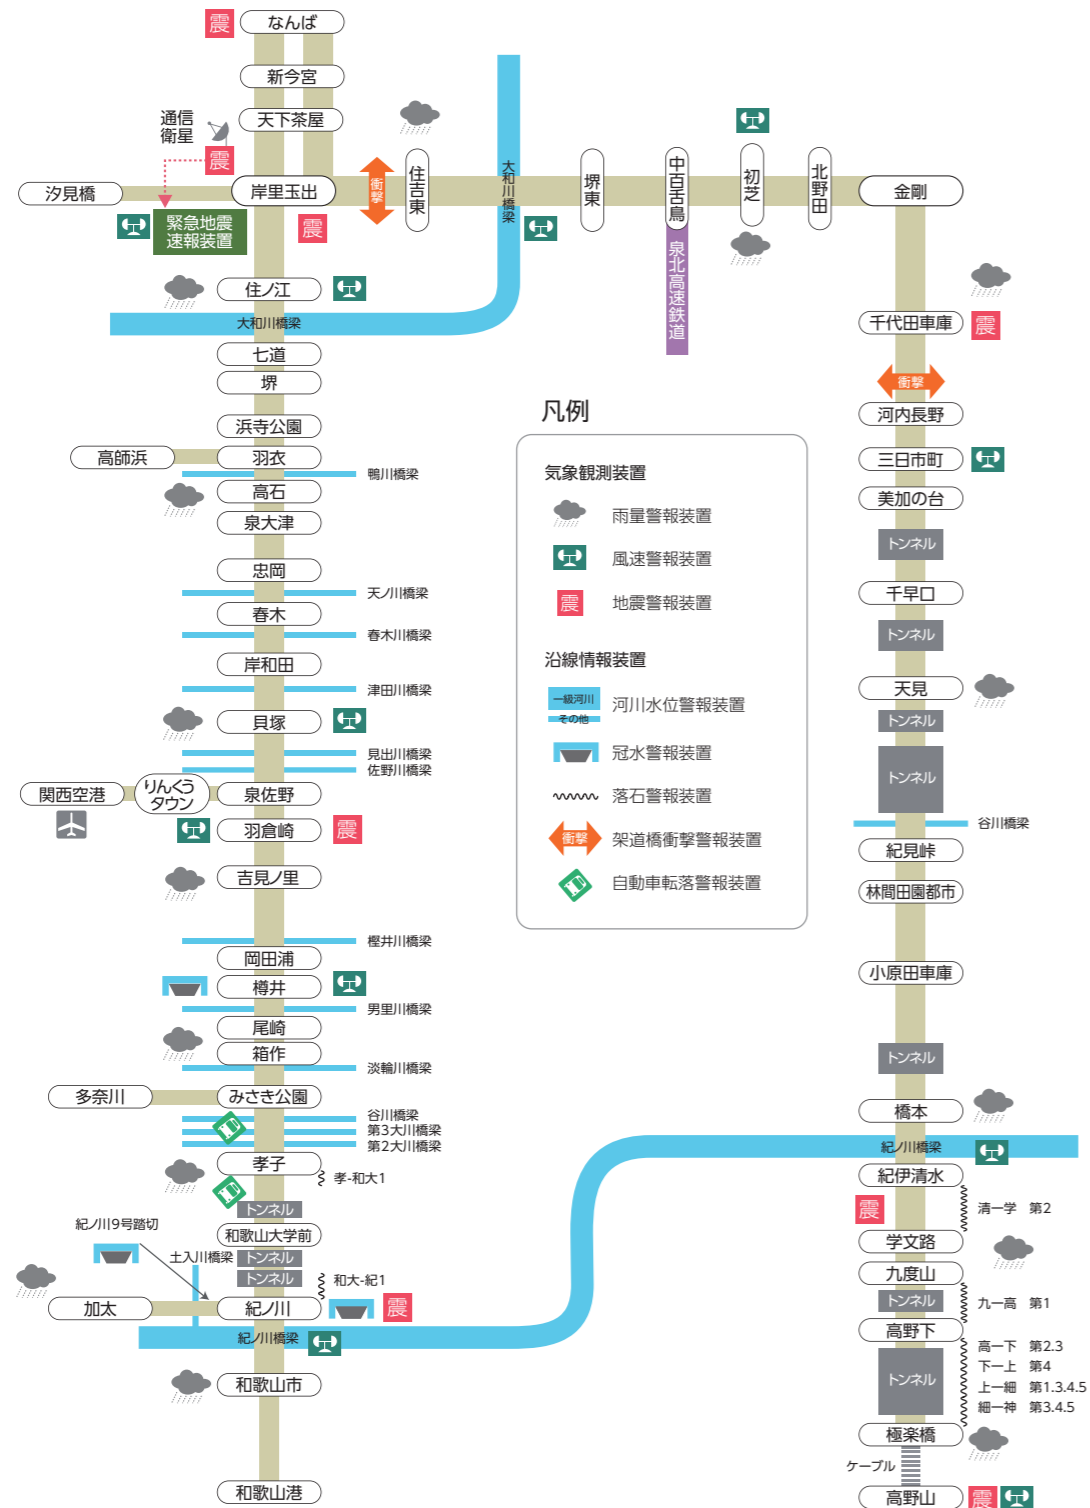 震
なんば
新今宮
天下茶屋
通信
衛星
震
汐見橋
岸里玉出
緊急地震
速報装置
震
衝撃
住吉東
大和川橋梁
堺東
中百舌鳥
泉北高速鉄道
初芝
北野田
金剛
住ノ江
大和川橋梁
七道
堺
浜寺公園
高師浜
羽衣
鴨川橋梁
高石
泉大津
忠岡
天ノ川橋梁
春木
春木川橋梁
岸和田
津田川橋梁
貝塚
見出川橋梁
佐野川橋梁
関西空港
りんくう
タウン
泉佐野
羽倉崎
震
吉見ノ里
樫井川橋梁
岡田浦
樽井
男里川橋梁
尾崎
箱作
淡輪川橋梁
多奈川
みさき公園
谷川橋梁
第3大川橋梁
第2大川橋梁
孝子
孝-和大1
トンネル
和歌山大学前
トンネル
トンネル
和大-紀1
紀ノ川9号踏切
土入川橋梁
加太
紀ノ川
震
紀ノ川橋梁
和歌山市
和歌山港
凡例
気象観測装置
雨量警報装置
風速警報装置
震
地震警報装置
沿線情報装置
一級河川
その他
河川水位警報装置
冠水警報装置
落石警報装置
衝撃
架道橋衝撃警報装置
自動車転落警報装置
千代田車庫
震
衝撃
河内長野
三日市町
美加の台
トンネル
千早口
トンネル
天見
トンネル
トンネル
谷川橋梁
紀見峠
林間田園都市
小原田車庫
トンネル
橋本
紀ノ川橋梁
紀伊清水
震
清ー学 第2
学文路
九度山
トンネル
九ー高 第1
高野下
高ー下 第2.3
下ー上 第4
トンネル
上ー細 第1.3.4.5
細ー神 第3.4.5
極楽橋
ケーブル
高野山
震